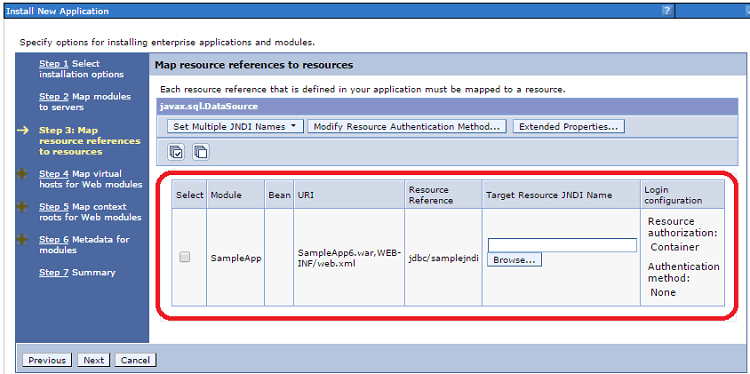 Install New Application
?
Specify options for installing enterprise applications and modules.
Step 1 Select
installation options
Step 2 Map modules
to servers
Step 3: Map
resource references
to resources
Step 4 Map virtual
hosts for Web modules
Step 5 Map context
roots for Web modules
Step 6 Metadata for
modules
Step 7 Summary
Map resource references to resources
Each resource reference that is defined in your application must be mapped to a resource.
javax.sql.DataSource
Set Multiple JNDI Names
Modify Resource Authentication Method...
Extended Properties...
Select
Module
Bean
URI
Resource
Reference
Target Resource JNDI Name
Login
configuration
SampleApp
SampleApp6.war,WEB-
INF/web.xml
jdbc/samplejndi
Browse...
Resource
authorization:
Container
Authentication
method:
None
Previous
Next
Cancel